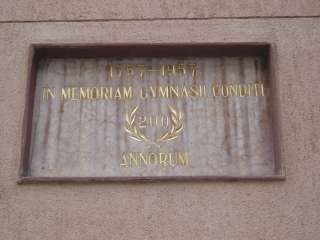 1757-1957
IN MEMORIAM GYMNASII CONDITI
200
ANNORUM